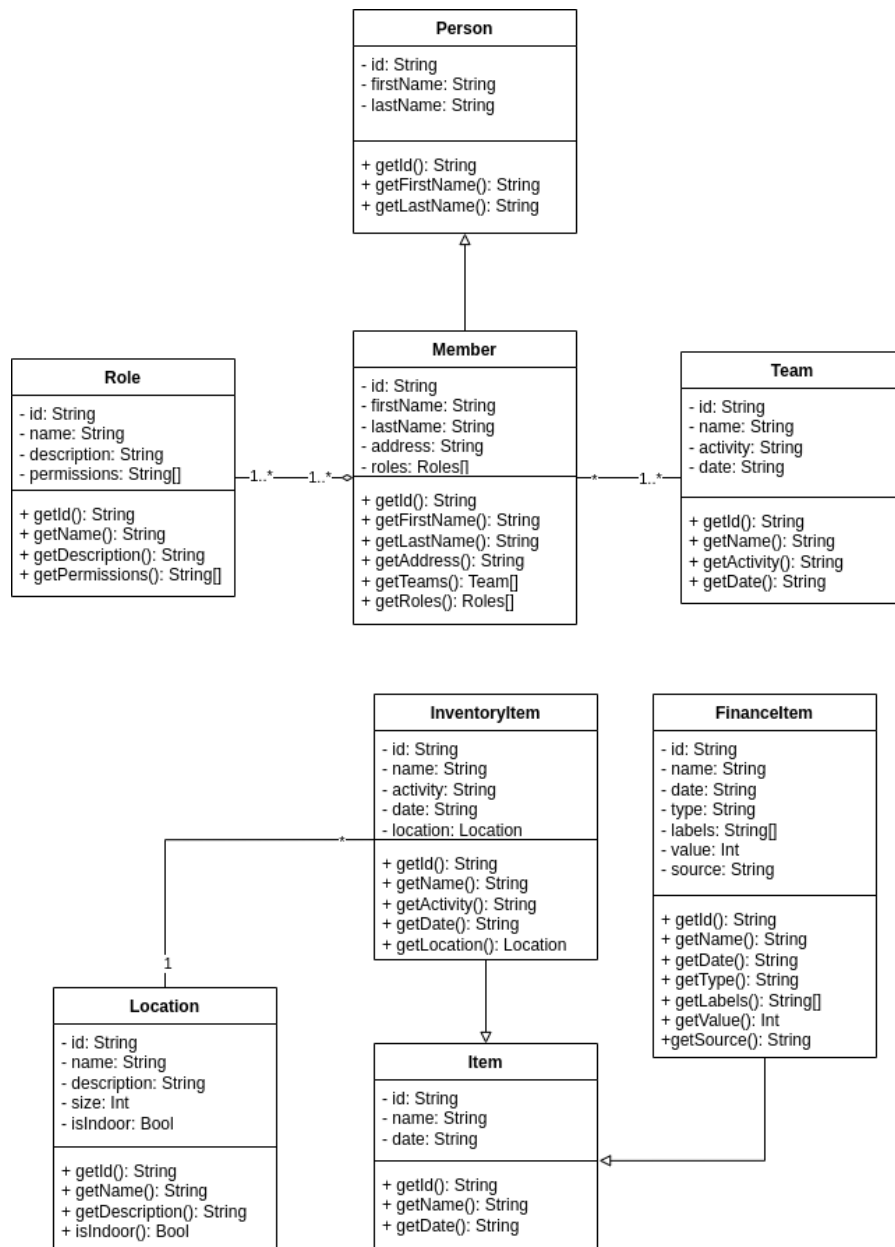 Person
- id: String
- firstName: String
- lastName: String
+ getId(): String
+ getFirstName(): String
+ getLastName(): String
Role
- id: String
- name: String
- description: String
- permissions: String[]
+ getId(): String
+ getName(): String
+ getDescription(): String
+ getPermissions(): String[]
1..*
1..*
Member
- id: String
- firstName: String
- lastName: String
- address: String
- roles: Roles[]
+ getId(): String
+ getFirstName(): String
+ getLastName(): String
+ getAddress(): String
+ getTeams(): Team[]
+ getRoles(): Roles[]
*
1..*
Team
- id: String
- name: String
- activity: String
- date: String
+ getId(): String
+ getName(): String
+ getActivity(): String
+ getDate(): String
InventoryItem
- id: String
- name: String
- activity: String
- date: String
- location: Location
+ getId(): String
+ getName(): String
+ getActivity(): String
+ getDate(): String
+ getLocation(): Location
FinanceItem
- id: String
- name: String
- date: String
- type: String
- labels: String[]
- value: Int
- source: String
+ getId(): String
+ getName(): String
+ getDate(): String
+ getType(): String
+ getLabels(): String[]
+ getValue(): Int
+getSource(): String
*
1
Location
- id: String
- name: String
- description: String
- size: Int
- isIndoor: Bool
+ getId(): String
+ getName(): String
+ getDescription(): String
+ isIndoor(): Bool
Item
- id: String
- name: String
- date: String
+ getId(): String
+ getName(): String
+ getDate(): String